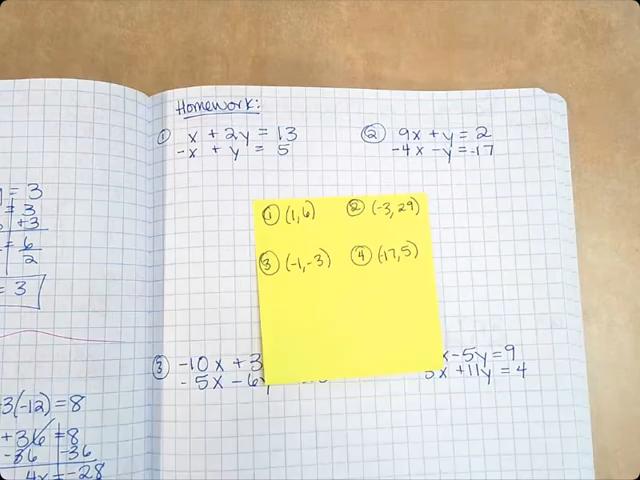 = 3
= 3
+3
= 6
2
= 3
3(-12) = 8
+36 = 8
-36 -36
4x = -28
Homework:
① x + 2y = 13
-x + y = 5
② 9x + y = 2
-4x - y = -17
① (1,6)
② (-3,29)
③ (-1,-3)
④ (-17,5)
③ -10x + 3
- 5x - 6y
x - 5y = 9
x + 11y = 4